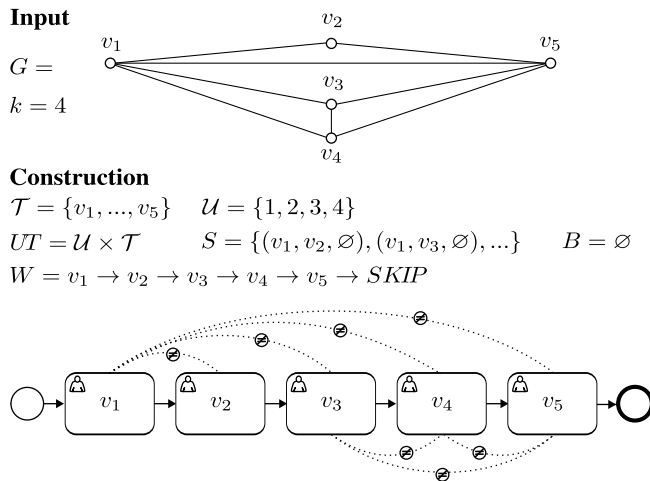 Input
v₂
v₁ v₅
G =
v₃
k = 4
v₄
Construction
𝒯 = {v₁, ..., v₅} 𝒰 = {1, 2, 3, 4}
UT = 𝒰 × 𝒯 S = {(v₁, v₂, ∅), (v₁, v₃, ∅), ...} B = ∅
W = v₁ → v₂ → v₃ → v₄ → v₅ → SKIP
≠ ≠ ≠ ≠
v₁ v₂ v₃ v₄ v₅
≠ ≠ ≠